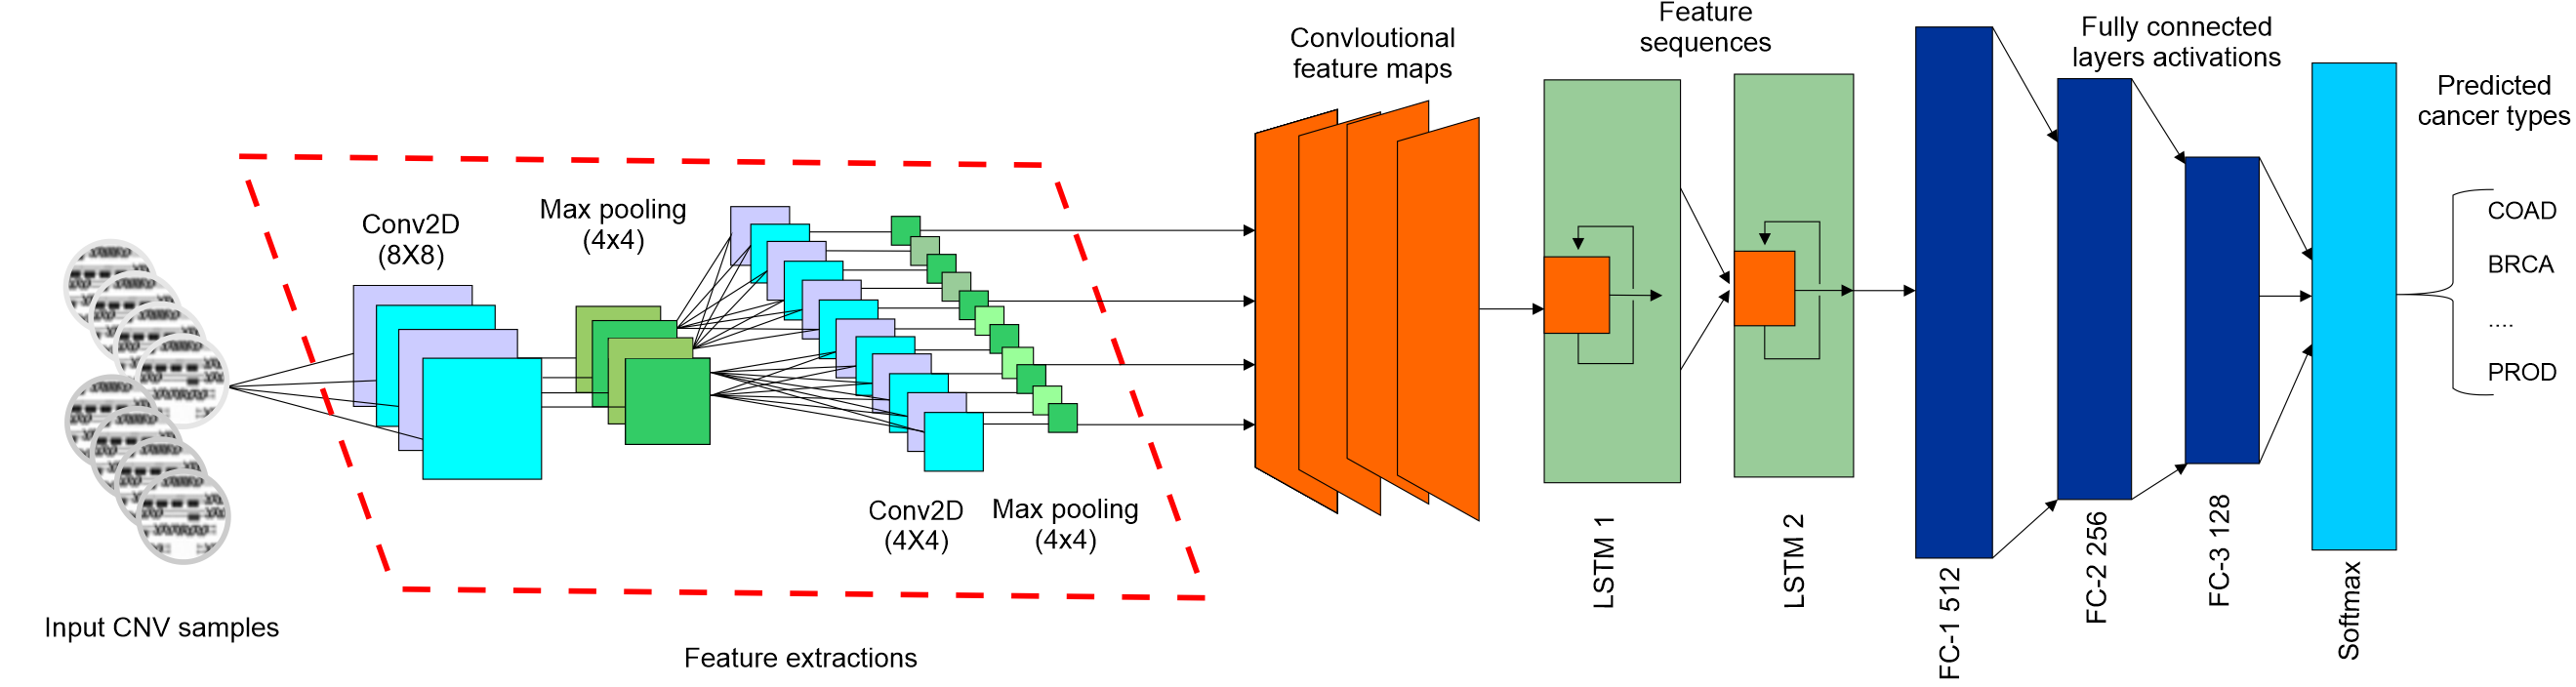 Input CNV samples
Conv2D
(8X8)
Max pooling
(4x4)
Conv2D
(4X4)
Max pooling
(4x4)
Feature extractions
Convloutional
feature maps
Feature
sequences
LSTM 1
LSTM 2
Fully connected
layers activations
FC-1 512
FC-2 256
FC-3 128
Softmax
Predicted
cancer types
COAD
BRCA
....
PROD